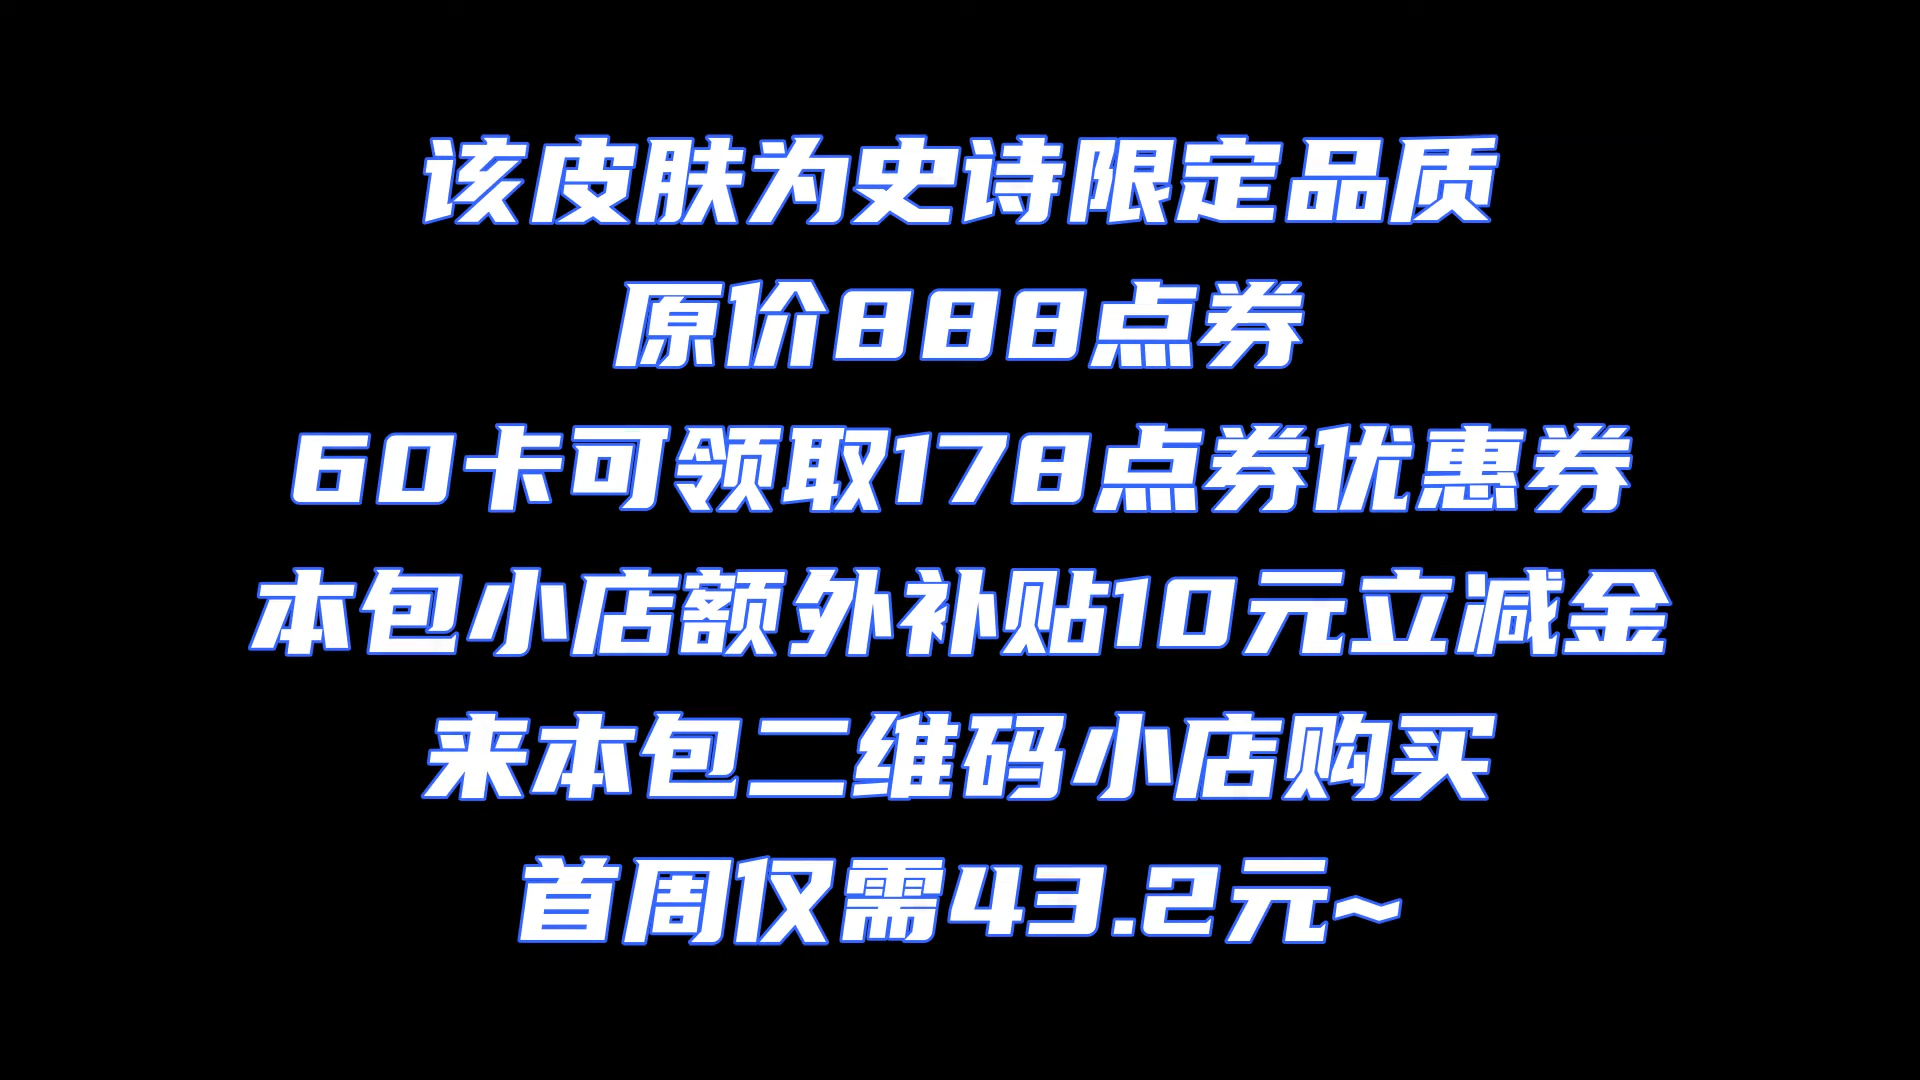 该皮肤为史诗限定品质
原价888点券
60卡可领取178点券优惠券
本包小店额外补贴10元立减金
来本包二维码小店购买
首周仅需43.2元~